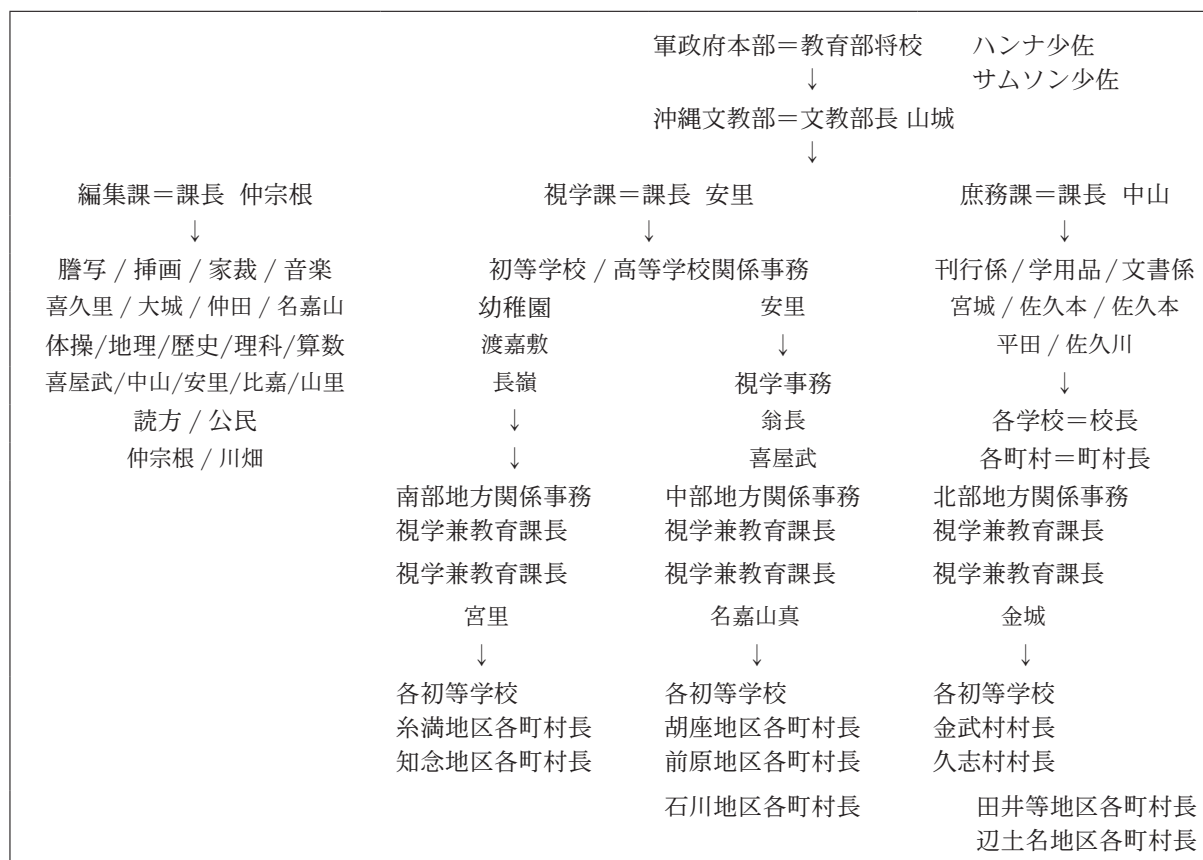 軍政府本部＝教育部将校　ハンナ少佐
↓　サムソン少佐
沖縄文教部＝文教部長 山城
↓
編集課＝課長 仲宗根　視学課＝課長 安里　庶務課＝課長 中山
↓　↓　↓
謄写 / 挿画 / 家裁 / 音楽　初等学校 / 高等学校関係事務　刊行係 / 学用品 / 文書係
喜久里 / 大城 / 仲田 / 名嘉山　幼稚園　安里　宮城 / 佐久本 / 佐久本
体操/地理/歴史/理科/算数　渡嘉敷　↓　平田 / 佐久川
喜屋武/中山/安里/比嘉/山里　長嶺　視学事務　↓
読方 / 公民　↓　翁長　各学校＝校長
仲宗根 / 川畑　↓　喜屋武　各町村＝町村長
南部地方関係事務　中部地方関係事務　北部地方関係事務
視学兼教育課長　視学兼教育課長　視学兼教育課長
視学兼教育課長　視学兼教育課長　視学兼教育課長
宮里　名嘉山真　金城
↓　↓　↓
各初等学校　各初等学校　各初等学校
糸満地区各町村長　胡座地区各町村長　金武村村長
知念地区各町村長　前原地区各町村長　久志村村長
石川地区各町村長　田井等地区各町村長
辺土名地区各町村長